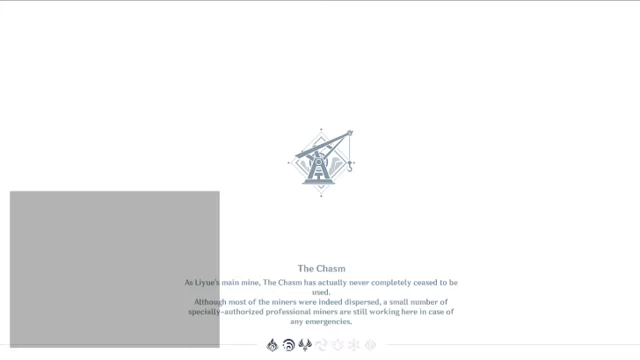 The Chasm
As Liyue's main mine, The Chasm has actually never completely ceased to be
used.
Although most of the miners were indeed dispersed, a small number of
specially-authorized professional miners are still working here in case of
any emergencies.